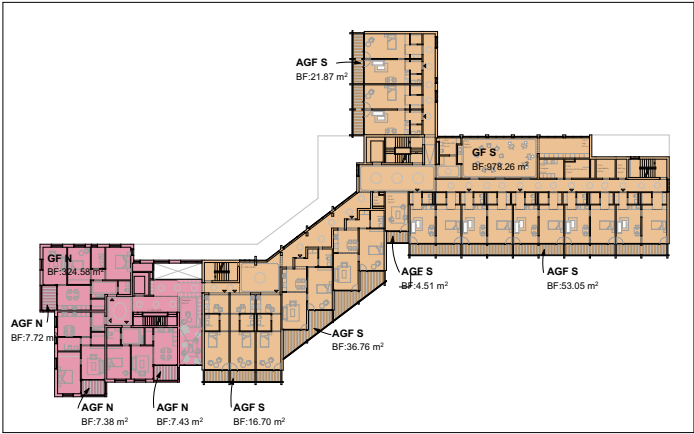 AGF S
BF:21.87 m²
GF S
BF:978.26 m²
GF N
BF:324.58 m²
AGF S
BF:4.51 m²
AGF S
BF:53.05 m²
AGF N
BF:7.72 m
AGF S
BF:36.76 m²
AGF N
BF:7.38 m²
AGF N
BF:7.43 m²
AGF S
BF:16.70 m²